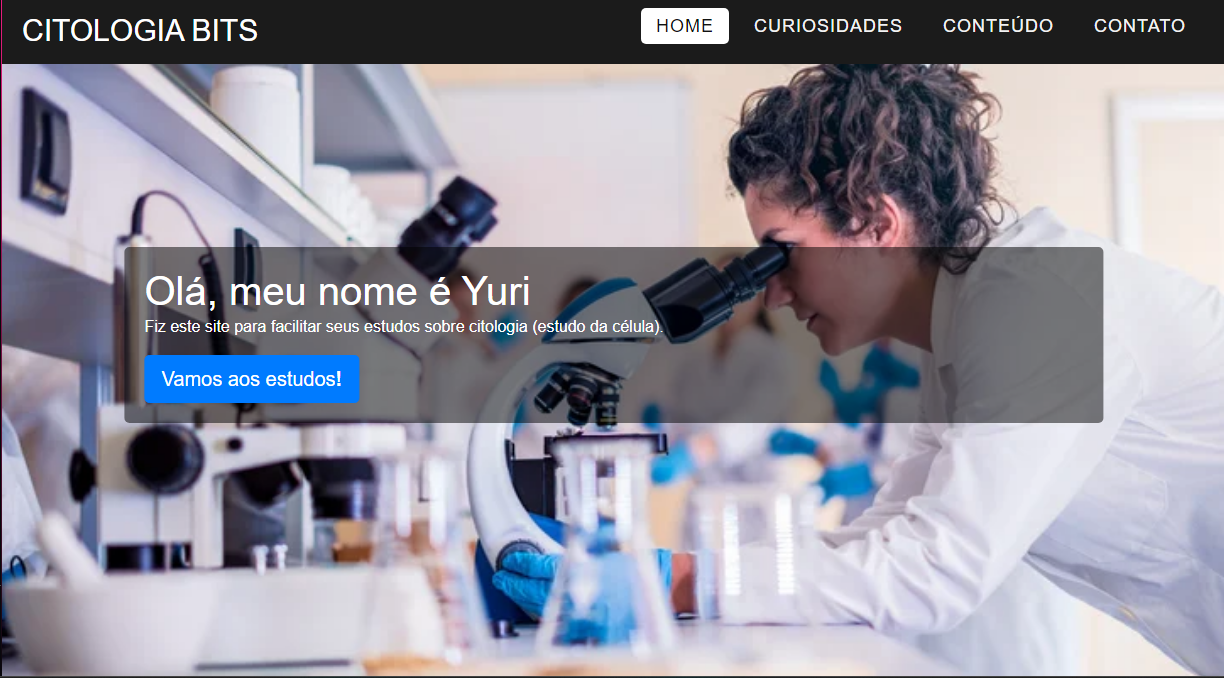 CITOLOGIA BITS
HOME CURIOSIDADES CONTEÚDO CONTATO
Olá, meu nome é Yuri
Fiz este site para facilitar seus estudos sobre citologia (estudo da célula).
Vamos aos estudos!